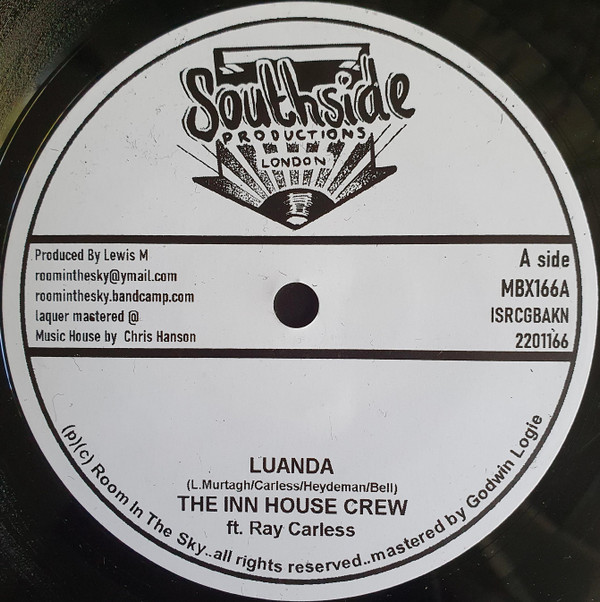 Southside
PRODUCTIONS
LONDON
Produced By Lewis M
roominthesky@ymail.com
roominthesky.bandcamp.com
laquer mastered @
Music House by Chris Hanson
A side
MBX166A
ISRCGBAKN
2201166
LUANDA
(L.Murtagh/Carless/Heydeman/Bell)
THE INN HOUSE CREW
ft. Ray Carless
(p)(c) Room In The Sky..all rights reserved..mastered by Godwin Logie